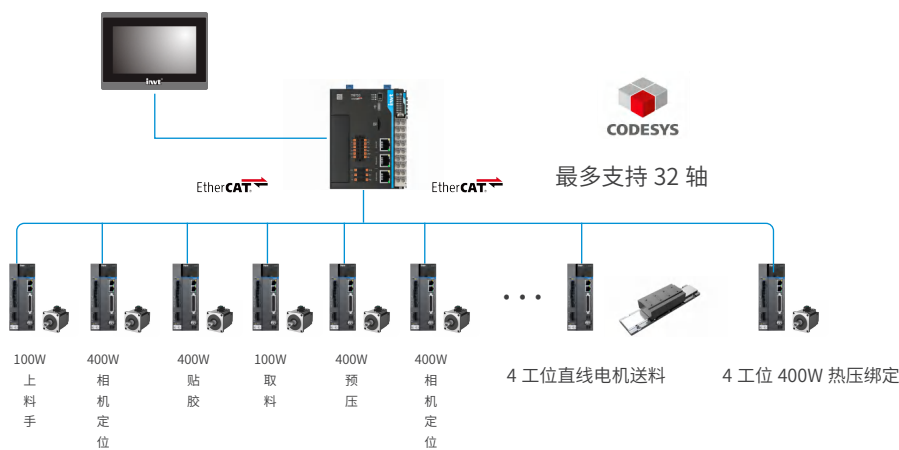 invt
invt
CODESYS
最多支持 32 轴
EtherCAT
EtherCAT
100W
上
料
手
400W
相
机
定
位
400W
贴
胶
100W
取
料
400W
预
压
400W
相
机
定
位
4 工位直线电机送料
4 工位 400W 热压绑定